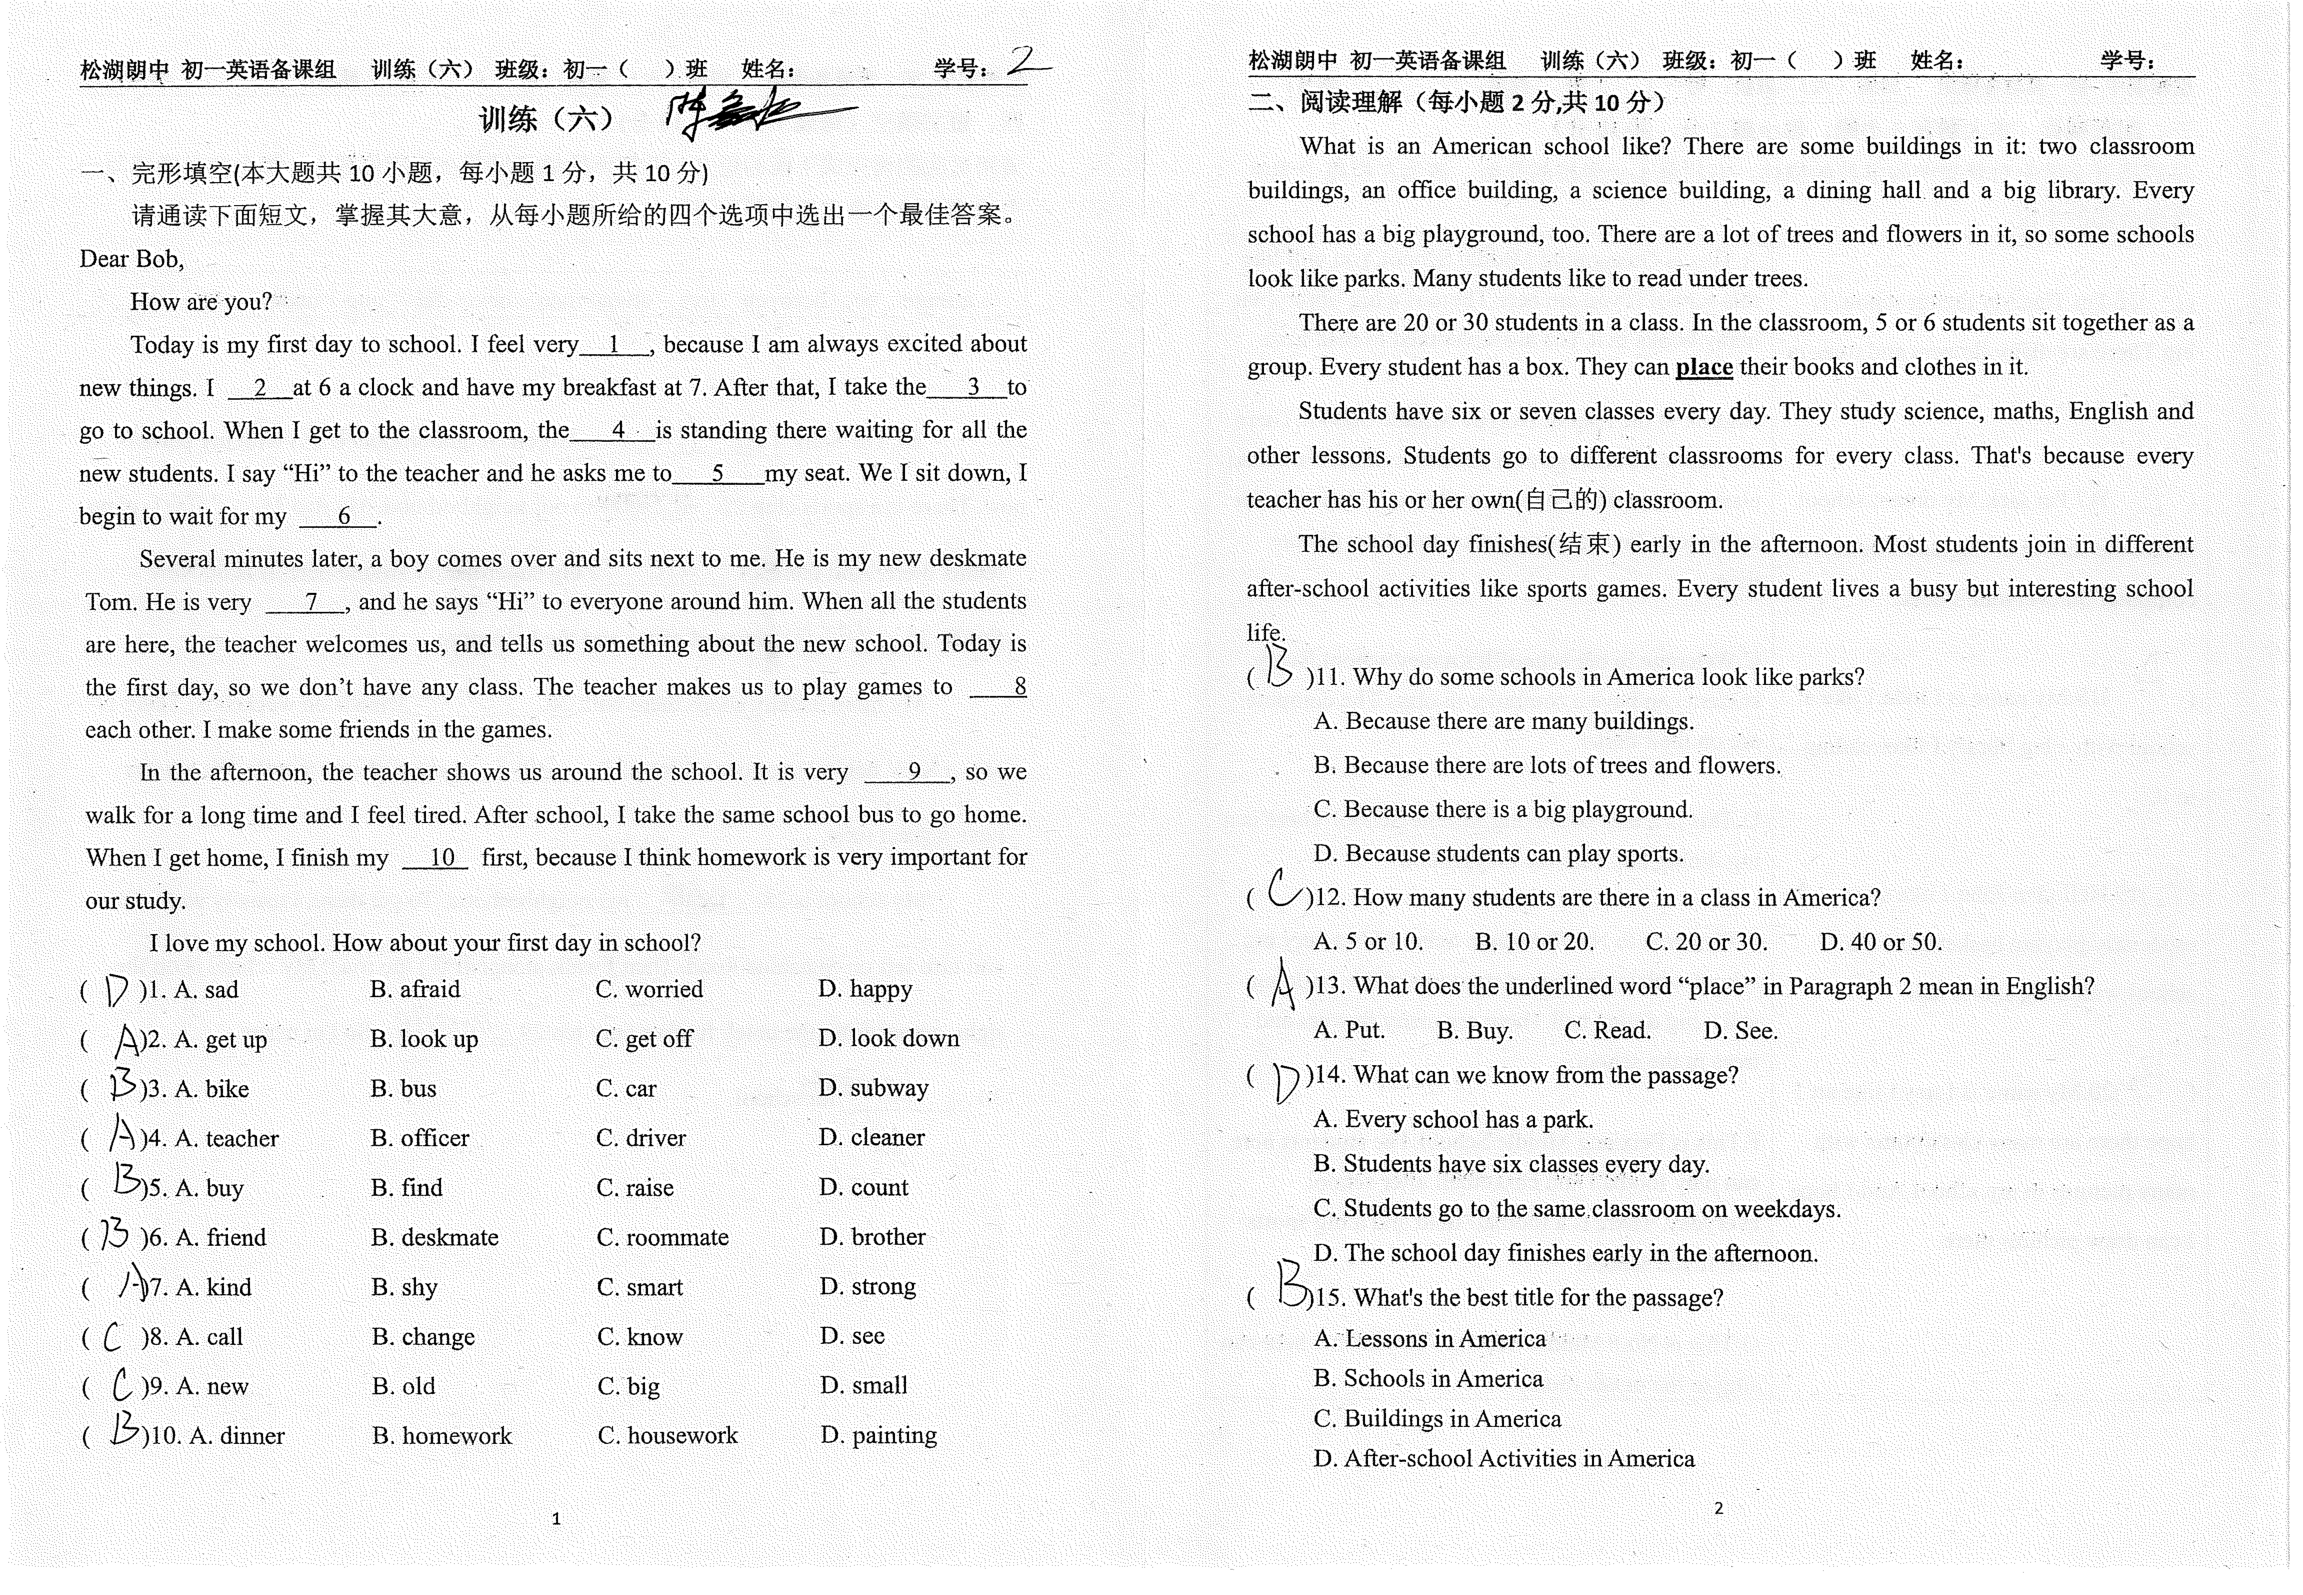 松湖朗中 初一英语备课组 训练（六） 班级：初一（ ）班 姓名： 学号： 2
训练（六）
一、完形填空(本大题共 10 小题，每小题 1 分，共 10 分)
请通读下面短文，掌握其大意，从每小题所给的四个选项中选出一个最佳答案。
Dear Bob,
How are you?
Today is my first day to school. I feel very 1 , because I am always excited about
new things. I 2 at 6 a clock and have my breakfast at 7. After that, I take the 3 to
go to school. When I get to the classroom, the 4 is standing there waiting for all the
new students. I say “Hi” to the teacher and he asks me to 5 my seat. We I sit down, I
begin to wait for my 6 .
Several minutes later, a boy comes over and sits next to me. He is my new deskmate
Tom. He is very 7 , and he says “Hi” to everyone around him. When all the students
are here, the teacher welcomes us, and tells us something about the new school. Today is
the first day, so we don’t have any class. The teacher makes us to play games to 8
each other. I make some friends in the games.
In the afternoon, the teacher shows us around the school. It is very 9 , so we
walk for a long time and I feel tired. After school, I take the same school bus to go home.
When I get home, I finish my 10 first, because I think homework is very important for
our study.
I love my school. How about your first day in school?
( D )1. A. sad B. afraid C. worried D. happy
( A )2. A. get up B. look up C. get off D. look down
( B )3. A. bike B. bus C. car D. subway
( A )4. A. teacher B. officer C. driver D. cleaner
( B )5. A. buy B. find C. raise D. count
( B )6. A. friend B. deskmate C. roommate D. brother
( A )7. A. kind B. shy C. smart D. strong
( C )8. A. call B. change C. know D. see
( C )9. A. new B. old C. big D. small
( B )10. A. dinner B. homework C. housework D. painting
1
松湖朗中 初一英语备课组 训练（六） 班级：初一（ ）班 姓名： 学号：
二、阅读理解（每小题 2 分,共 10 分）
What is an American school like? There are some buildings in it: two classroom
buildings, an office building, a science building, a dining hall and a big library. Every
school has a big playground, too. There are a lot of trees and flowers in it, so some schools
look like parks. Many students like to read under trees.
There are 20 or 30 students in a class. In the classroom, 5 or 6 students sit together as a
group. Every student has a box. They can place their books and clothes in it.
Students have six or seven classes every day. They study science, maths, English and
other lessons. Students go to different classrooms for every class. That's because every
teacher has his or her own(自己的) classroom.
The school day finishes(结束) early in the afternoon. Most students join in different
after-school activities like sports games. Every student lives a busy but interesting school
life.
( B )11. Why do some schools in America look like parks?
A. Because there are many buildings.
B. Because there are lots of trees and flowers.
C. Because there is a big playground.
D. Because students can play sports.
( C )12. How many students are there in a class in America?
A. 5 or 10. B. 10 or 20. C. 20 or 30. D. 40 or 50.
( A )13. What does the underlined word “place” in Paragraph 2 mean in English?
A. Put. B. Buy. C. Read. D. See.
( D )14. What can we know from the passage?
A. Every school has a park.
B. Students have six classes every day.
C. Students go to the same classroom on weekdays.
D. The school day finishes early in the afternoon.
( B )15. What's the best title for the passage?
A. Lessons in America
B. Schools in America
C. Buildings in America
D. After-school Activities in America
2